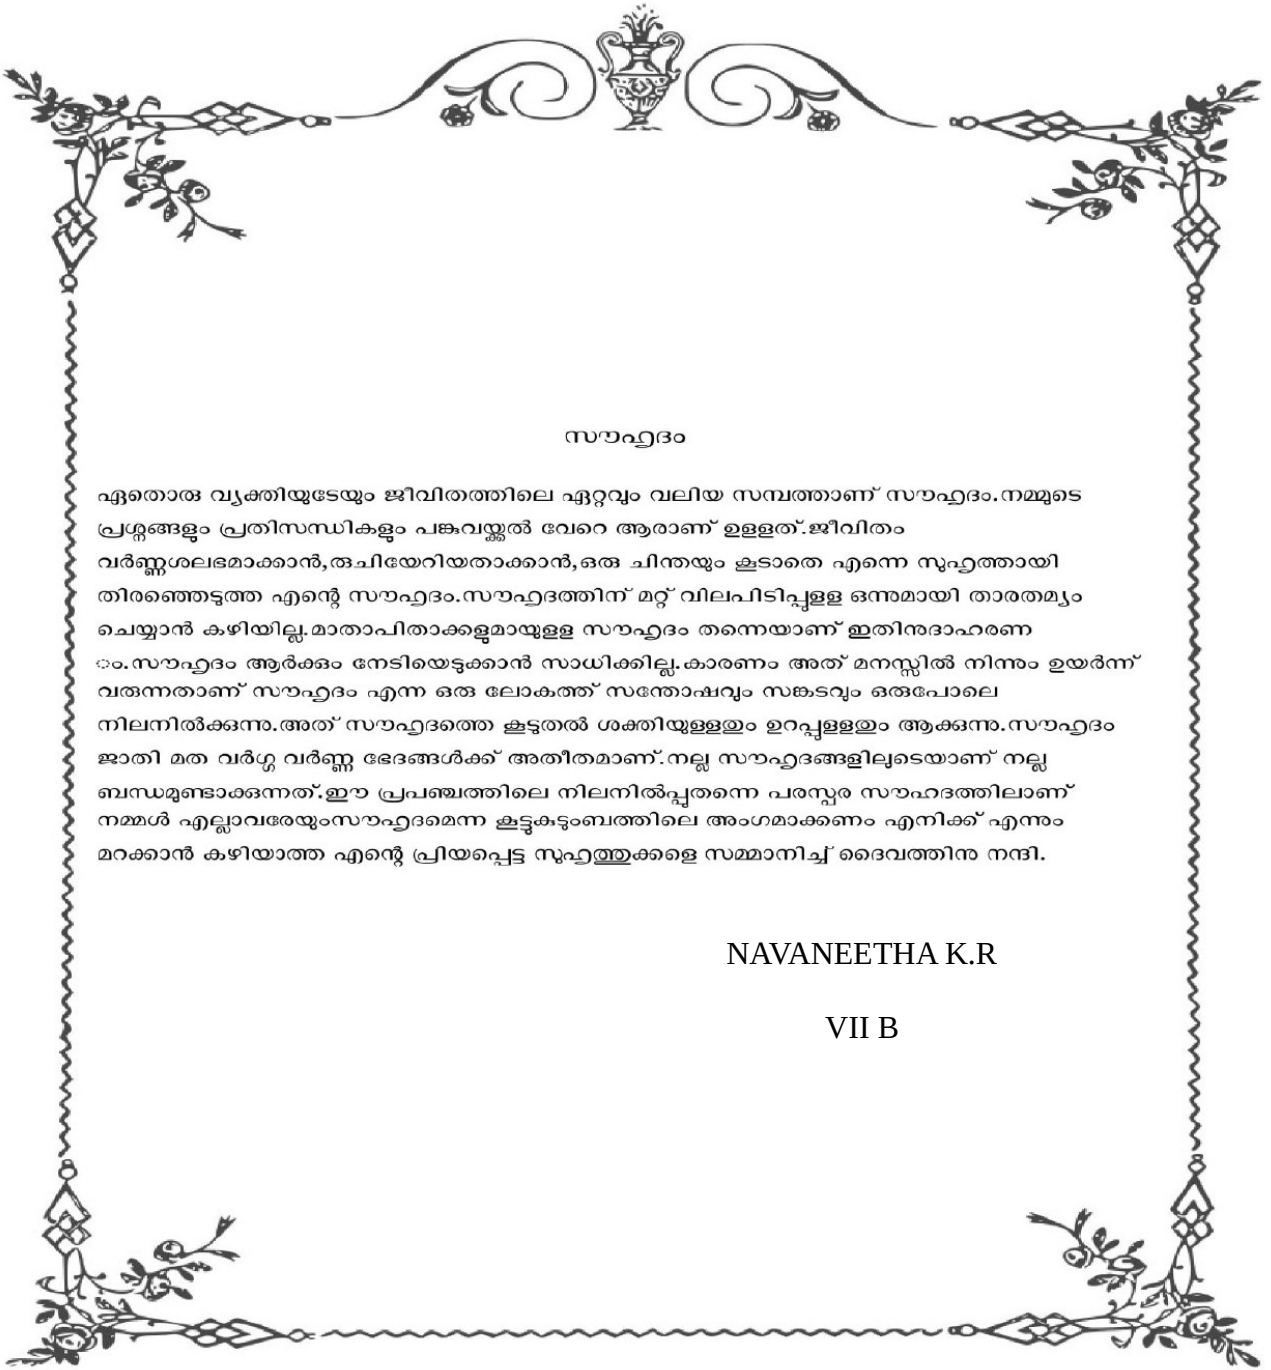 സൗഹൃദം
ഏതൊരു വ്യക്തിയുടേയും ജീവിതത്തിലെ ഏറ്റവും വലിയ സമ്പത്താണ് സൗഹൃദം.നമ്മുടെ
പ്രശ്നങ്ങളും പ്രതിസന്ധികളും പങ്കുവയ്ക്കൽ വേറെ ആരാണ് ഉളളത്.ജീവിതം
വർണ്ണശലഭമാക്കാൻ,രുചിയേറിയതാക്കാൻ,ഒരു ചിന്തയും കൂടാതെ എന്നെ സുഹൃത്തായി
തിരഞ്ഞെടുത്ത എന്റെ സൗഹൃദം.സൗഹൃദത്തിന് മറ്റ് വിലപിടിപ്പുളള ഒന്നുമായി താരതമ്യം
ചെയ്യാൻ കഴിയില്ല.മാതാപിതാക്കളുമായുളള സൗഹൃദം തന്നെയാണ് ഇതിനുദാഹരണ
ം.സൗഹൃദം ആർക്കും നേടിയെടുക്കാൻ സാധിക്കില്ല.കാരണം അത് മനസ്സിൽ നിന്നും ഉയർന്ന്
വരുന്നതാണ് സൗഹൃദം എന്ന ഒരു ലോകത്ത് സന്തോഷവും സങ്കടവും ഒരുപോലെ
നിലനിൽക്കുന്നു.അത് സൗഹൃദത്തെ കൂടുതൽ ശക്തിയുള്ളതും ഉറപ്പുളളതും ആക്കുന്നു.സൗഹൃദം
ജാതി മത വർഗ്ഗ വർണ്ണ ഭേദങ്ങൾക്ക് അതീതമാണ്.നല്ല സൗഹൃദങ്ങളിലുടെയാണ് നല്ല
ബന്ധമുണ്ടാക്കുന്നത്.ഈ പ്രപഞ്ചത്തിലെ നിലനിൽപ്പുതന്നെ പരസ്പര സൗഹദത്തിലാണ്
നമ്മൾ എല്ലാവരേയുംസൗഹൃദമെന്ന കൂട്ടുകുടുംബത്തിലെ അംഗമാക്കണം എനിക്ക് എന്നും
മറക്കാൻ കഴിയാത്ത എന്റെ പ്രിയപ്പെട്ട സുഹൃത്തുക്കളെ സമ്മാനിച്ച് ദൈവത്തിനു നന്ദി.
NAVANEETHA K.R
VII B